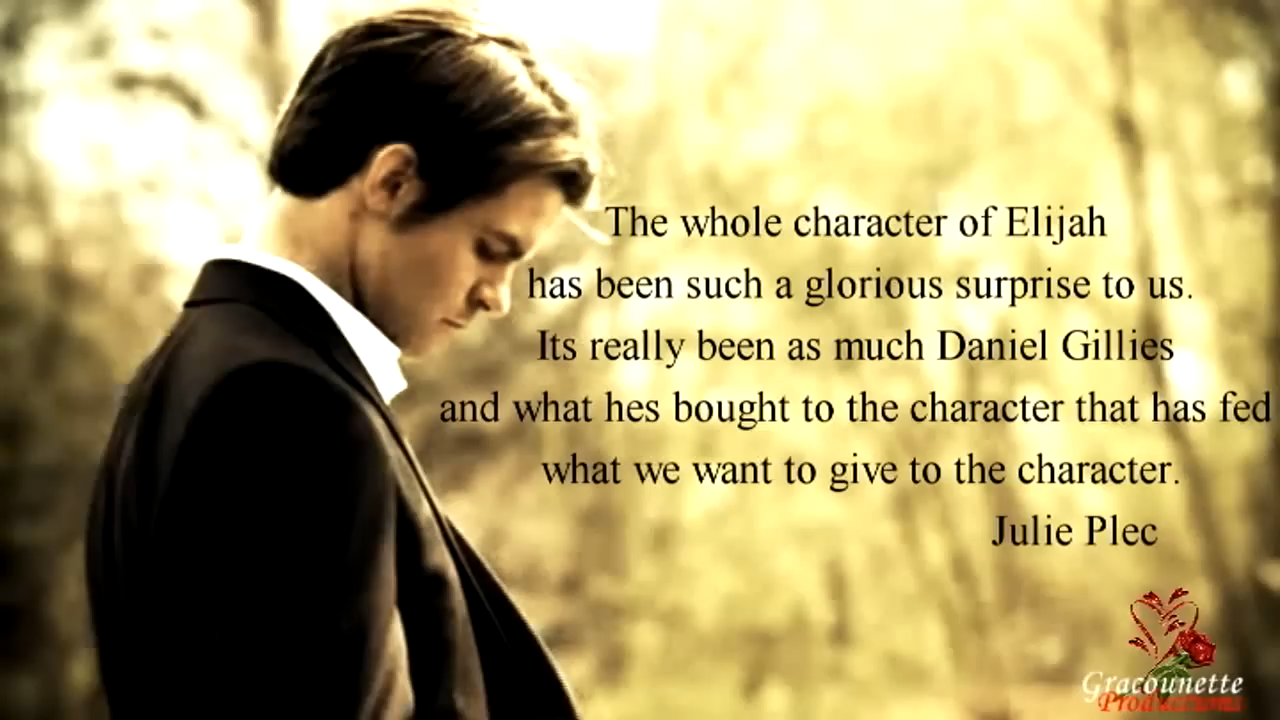 The whole character of Elijah
has been such a glorious surprise to us.
Its really been as much Daniel Gillies
and what hes bought to the character that has fed
what we want to give to the character.
Julie Plec
Gracounette
Productions